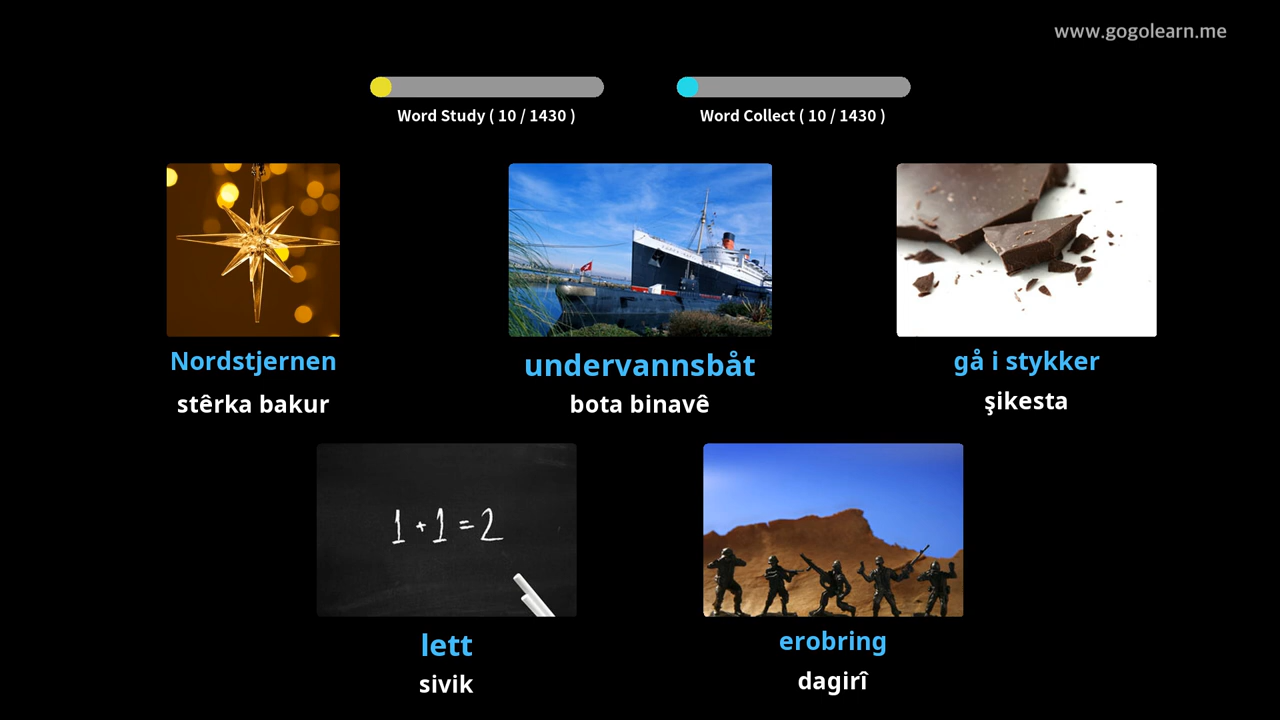 www.gogolearn.me
Word Study ( 10 / 1430 )
Word Collect ( 10 / 1430 )
Nordstjernen
undervannsbåt
gå i stykker
stêrka bakur
bota binavê
şikesta
1 + 1 = 2
lett
erobring
sivik
dagirî